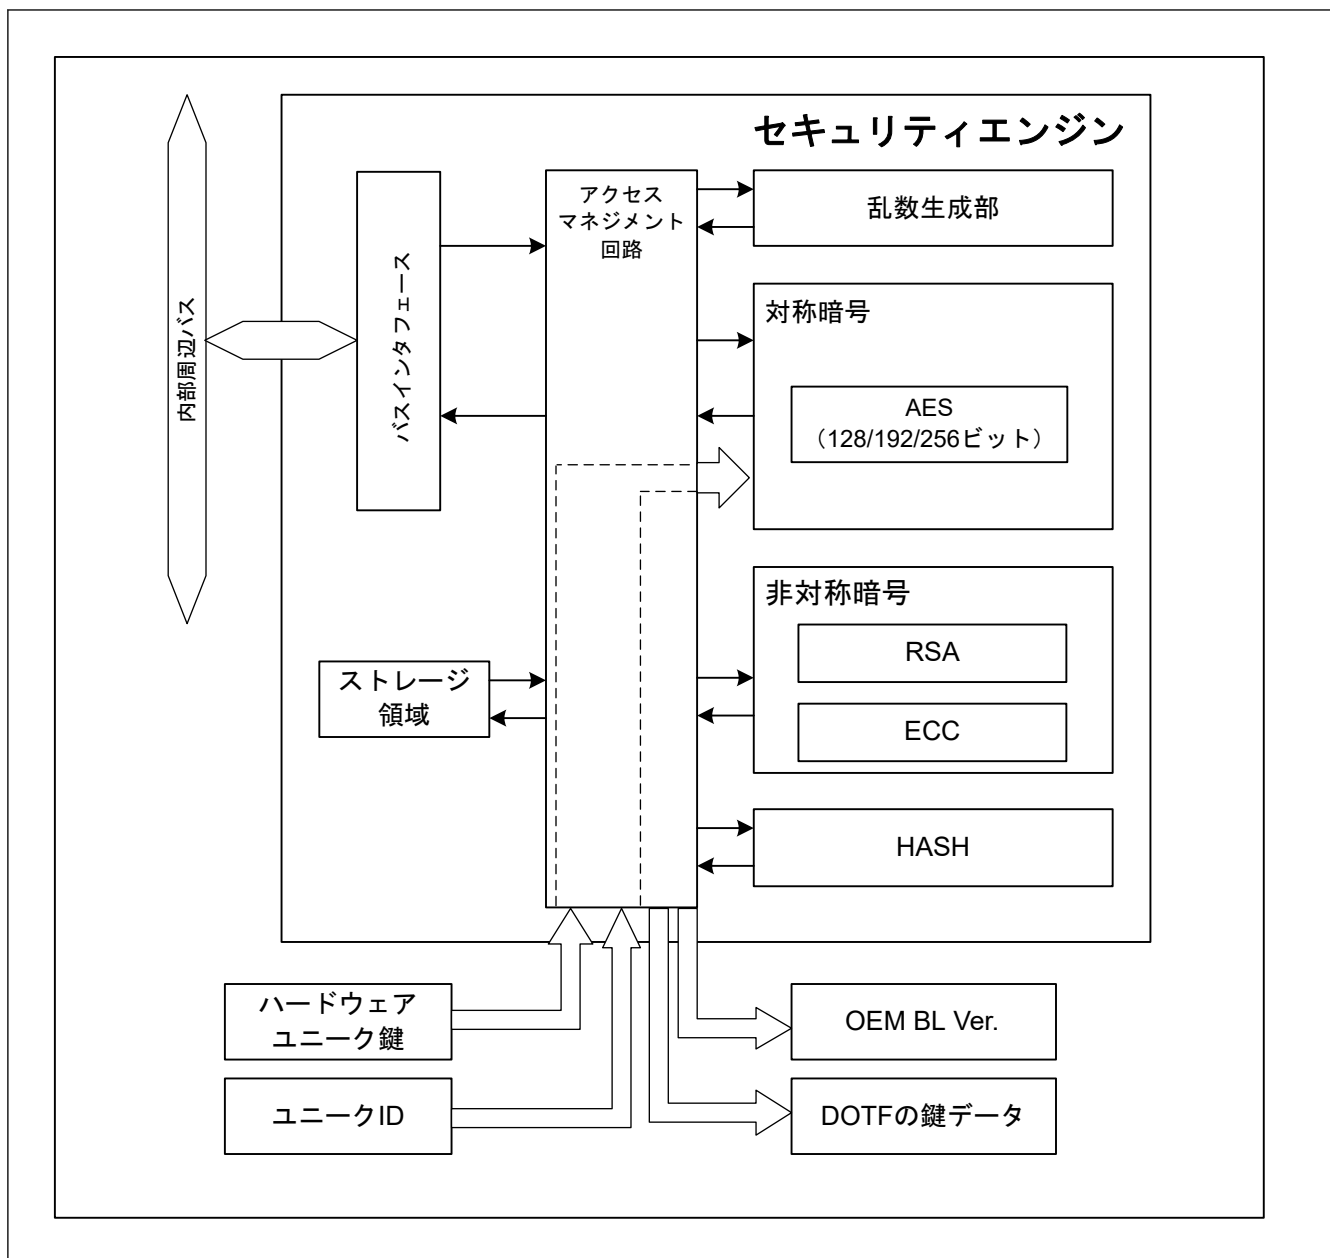 セキュリティエンジン
内部周辺バス
バスインタフェース
アクセス
マネジメント
回路
乱数生成部
対称暗号
AES
（128/192/256ビット）
非対称暗号
RSA
ECC
ストレージ
領域
HASH
ハードウェア
ユニーク鍵
OEM BL Ver.
ユニークID
DOTFの鍵データ